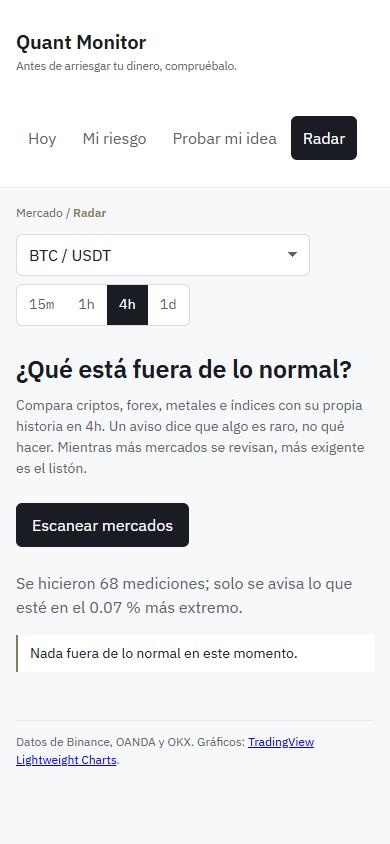 Quant Monitor
Antes de arriesgar tu dinero, compruébalo.
Hoy Mi riesgo Probar mi idea Radar
Mercado / Radar
BTC / USDT
15m 1h 4h 1d
¿Qué está fuera de lo normal?
Compara criptos, forex, metales e índices con su propia
historia en 4h. Un aviso dice que algo es raro, no qué
hacer. Mientras más mercados se revisan, más exigente
es el listón.
Escanear mercados
Se hicieron 68 mediciones; solo se avisa lo que
esté en el 0.07 % más extremo.
Nada fuera de lo normal en este momento.
Datos de Binance, OANDA y OKX. Gráficos: TradingView
Lightweight Charts.